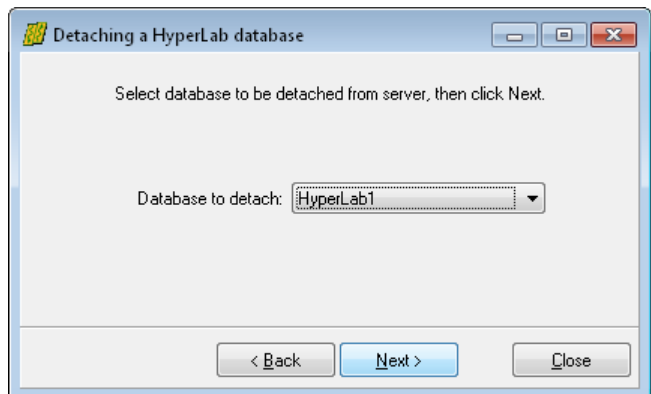 Detaching a HyperLab database
Select database to be detached from server, then click Next.
Database to detach: HyperLab1
< Back Next > Close